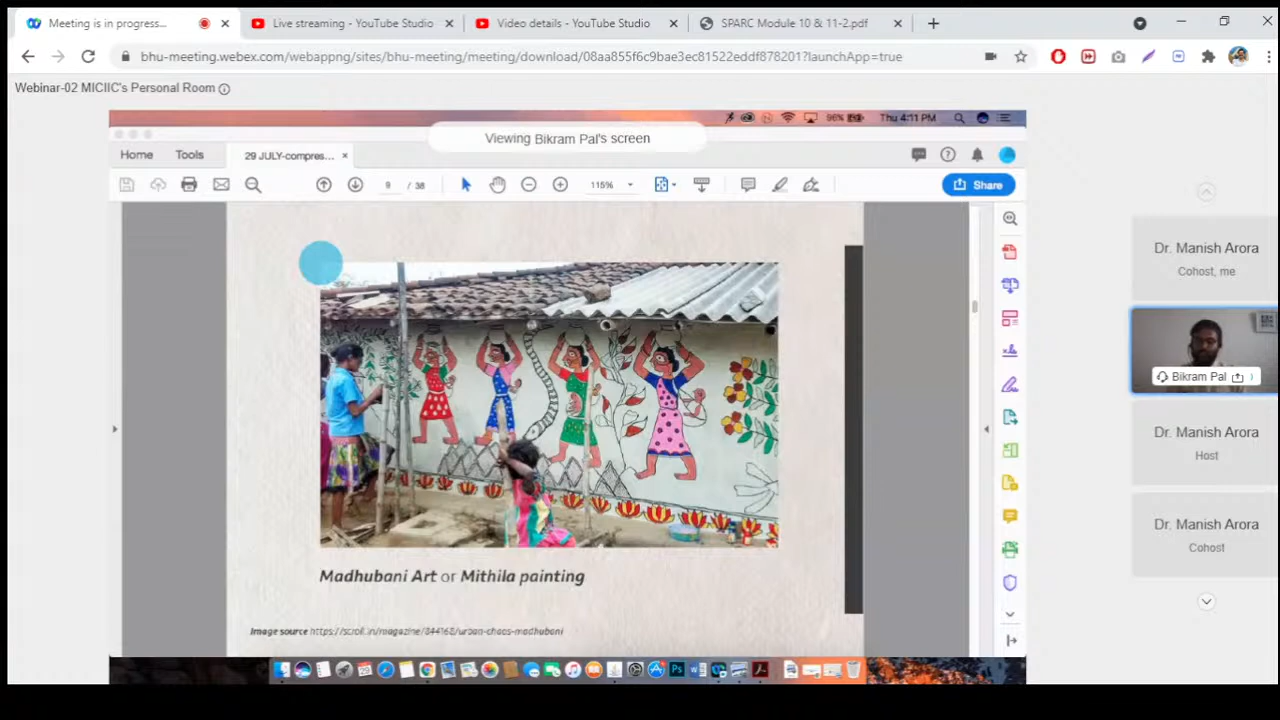 Meeting is in progress...
Live streaming - YouTube Studio
Video details - YouTube Studio
SPARC Module 10 & 11-2.pdf
bhu-meeting.webex.com/webappng/sites/bhu-meeting/meeting/download/08aa855f6c9bae3ec81522eddf878201?launchApp=true
Webinar-02 MICIIC's Personal Room
96%
Thu 4:11 PM
Viewing Bikram Pal's screen
Home
Tools
29 JULY-compres...
9 / 38
115%
Share
Madhubani Art or Mithila painting
Image source https://scroll.in/magazine/844168/urban-chaos-madhubani
Dr. Manish Arora
Cohost, me
Bikram Pal
Dr. Manish Arora
Host
Dr. Manish Arora
Cohost